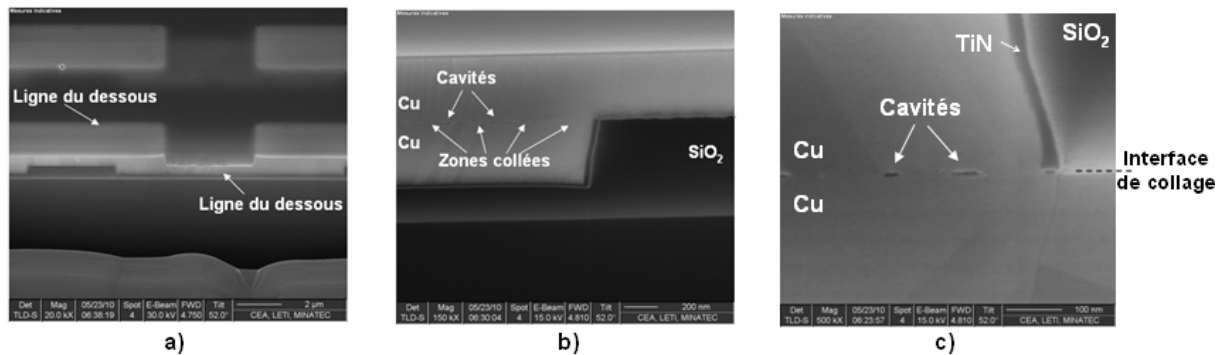 Mesures indicatives
Ligne du dessous
Ligne du dessous
Det Mag 05/23/10 Spot E-Beam FWD Tilt 2 µm
TLD-S 20.0 kX 06:38:19 4 30.0 kV 4.750 52.0° CEA, LETI, MINATEC
a)
Mesures indicatives
Cavités
Cu
Cu
Zones collées
SiO2
Det Mag 05/23/10 Spot E-Beam FWD Tilt 200 nm
TLD-S 150 kX 06:30:04 4 15.0 kV 4.810 52.0° CEA, LETI, MINATEC
b)
Mesures indicatives
SiO2
TiN
Cavités
Cu
Cu
Interface
de collage
Det Mag 05/23/10 Spot E-Beam FWD Tilt 100 nm
TLD-S 500 kX 06:23:57 4 15.0 kV 4.810 52.0° CEA, LETI, MINATEC
c)